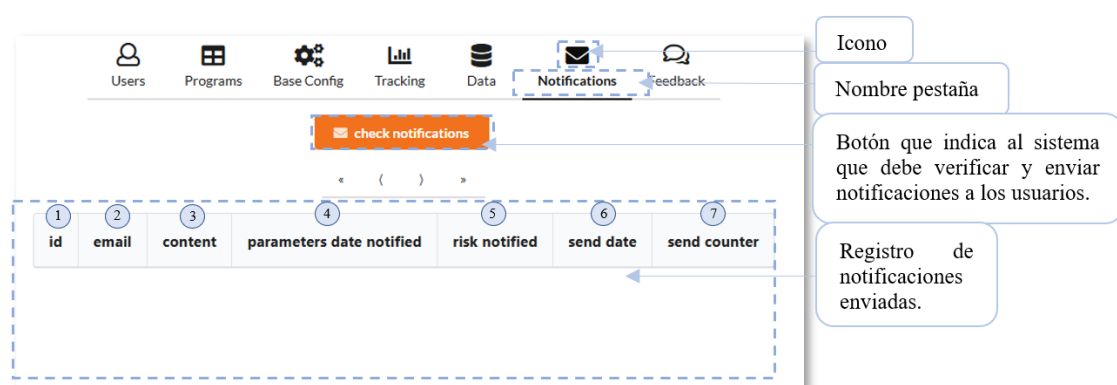 Users Programs Base Config Tracking Data Notifications Feedback
check notifications
« ⟨ ⟩ »
1 2 3 4 5 6 7
id email content parameters date notified risk notified send date send counter
Icono
Nombre pestaña
Botón que indica al sistema
que debe verificar y enviar
notificaciones a los usuarios.
Registro de
notificaciones
enviadas.